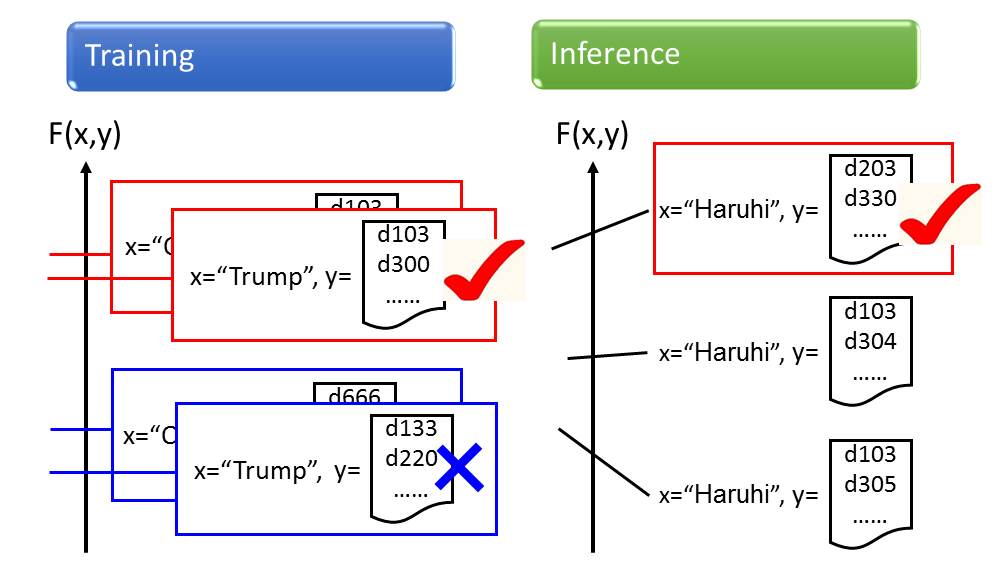 Training
Inference
F(x,y)
d103
x=“Trump”, y=
d103
d300
......
d666
x=“Trump”, y=
d133
d220
......
F(x,y)
x=“Haruhi”, y=
d203
d330
......
x=“Haruhi”, y=
d103
d304
......
x=“Haruhi”, y=
d103
d305
......